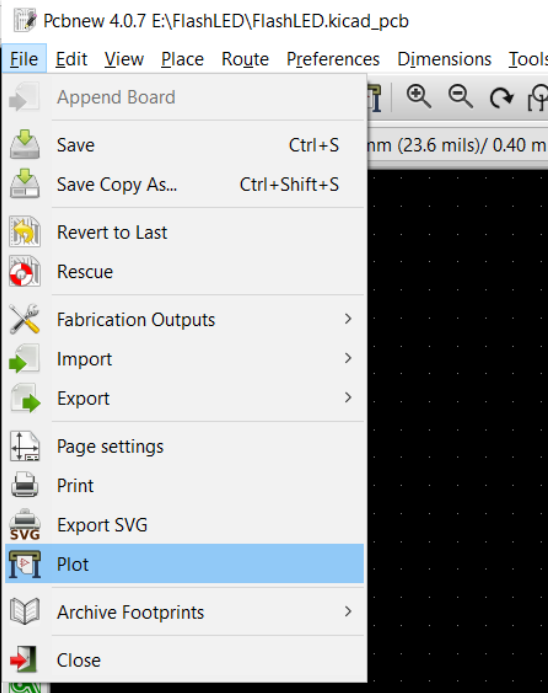 Pcbnew 4.0.7 E:\FlashLED\FlashLED.kicad_pcb
File Edit View Place Route Preferences Dimensions Tools
Append Board
Save Ctrl+S
nm (23.6 mils)/ 0.40 m
Save Copy As... Ctrl+Shift+S
Revert to Last
Rescue
Fabrication Outputs
Import
Export
Page settings
Print
SVG Export SVG
Plot
Archive Footprints
Close